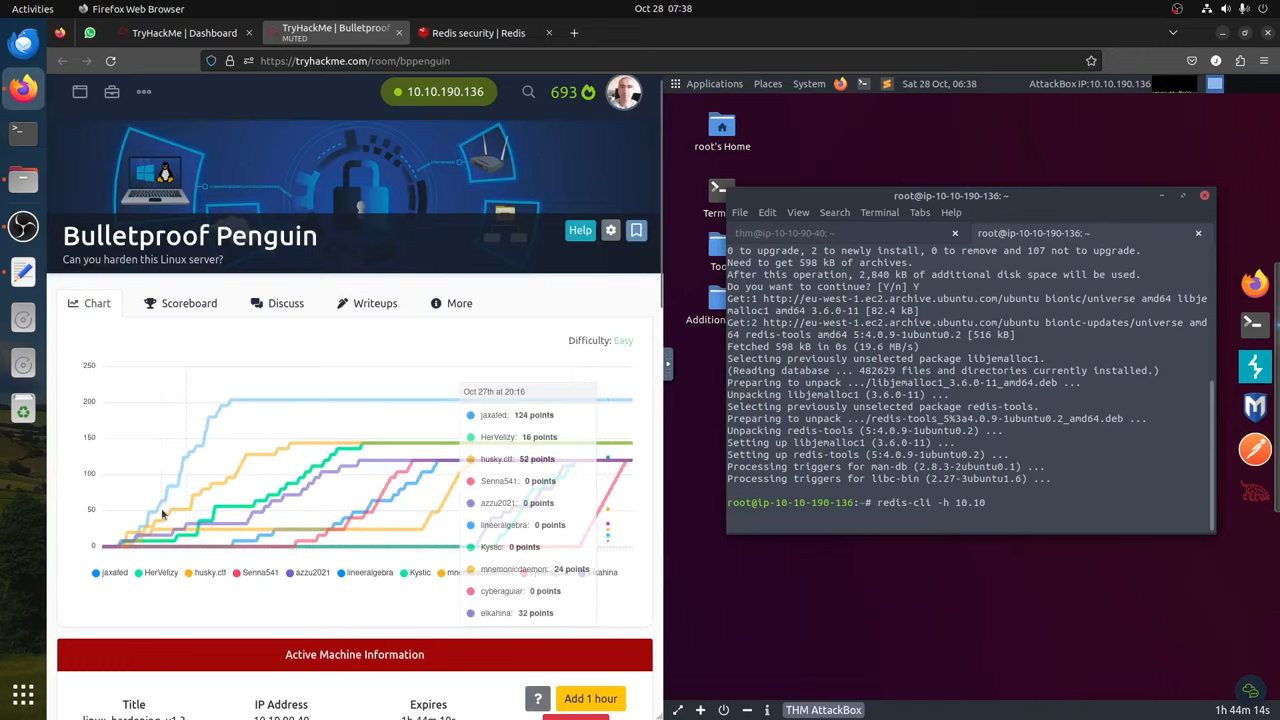 Activities
Firefox Web Browser
Oct 28 07:38
TryHackMe | Dashboard
TryHackMe | Bulletproof
MUTED
Redis security | Redis
https://tryhackme.com/room/bppenguin
10.10.190.136
693
Bulletproof Penguin
Can you harden this Linux server?
Help
Chart
Scoreboard
Discuss
Writeups
More
Difficulty: Easy
250
200
150
100
50
0
Oct 27th at 20:16
jaxafed: 124 points
HerVelizy: 16 points
husky.ctf: 52 points
Senna541: 0 points
azzu2021: 0 points
lineeralgebra: 0 points
Kystic: 0 points
mnemonicdaemon: 24 points
cyberaguiar: 0 points
elkahina: 32 points
jaxafed
HerVelizy
husky.ctf
Senna541
azzu2021
lineeralgebra
Kystic
Active Machine Information
Title
IP Address
Expires
?
Add 1 hour
Applications
Places
System
Sat 28 Oct, 06:38
AttackBox IP:10.10.190.136
root's Home
root@ip-10-10-190-136: ~
File Edit View Search Terminal Tabs Help
thm@ip-10-10-90-40: ~
root@ip-10-10-190-136: ~
0 to upgrade, 2 to newly install, 0 to remove and 107 not to upgrade.
Need to get 598 kB of archives.
After this operation, 2,840 kB of additional disk space will be used.
Do you want to continue? [Y/n] Y
Get:1 http://eu-west-1.ec2.archive.ubuntu.com/ubuntu bionic/universe amd64 libje
malloc1 amd64 3.6.0-11 [82.4 kB]
Get:2 http://eu-west-1.ec2.archive.ubuntu.com/ubuntu bionic-updates/universe amd
64 redis-tools amd64 5:4.0.9-1ubuntu0.2 [516 kB]
Fetched 598 kB in 0s (19.6 MB/s)
Selecting previously unselected package libjemalloc1.
(Reading database ... 482629 files and directories currently installed.)
Preparing to unpack .../libjemalloc1_3.6.0-11_amd64.deb ...
Unpacking libjemalloc1 (3.6.0-11) ...
Selecting previously unselected package redis-tools.
Preparing to unpack .../redis-tools_5%3a4.0.9-1ubuntu0.2_amd64.deb ...
Unpacking redis-tools (5:4.0.9-1ubuntu0.2) ...
Setting up libjemalloc1 (3.6.0-11) ...
Setting up redis-tools (5:4.0.9-1ubuntu0.2) ...
Processing triggers for man-db (2.8.3-2ubuntu0.1) ...
Processing triggers for libc-bin (2.27-3ubuntu1.6) ...
root@ip-10-10-190-136:~# redis-cli -h 10.10
THM AttackBox
1h 44m 14s